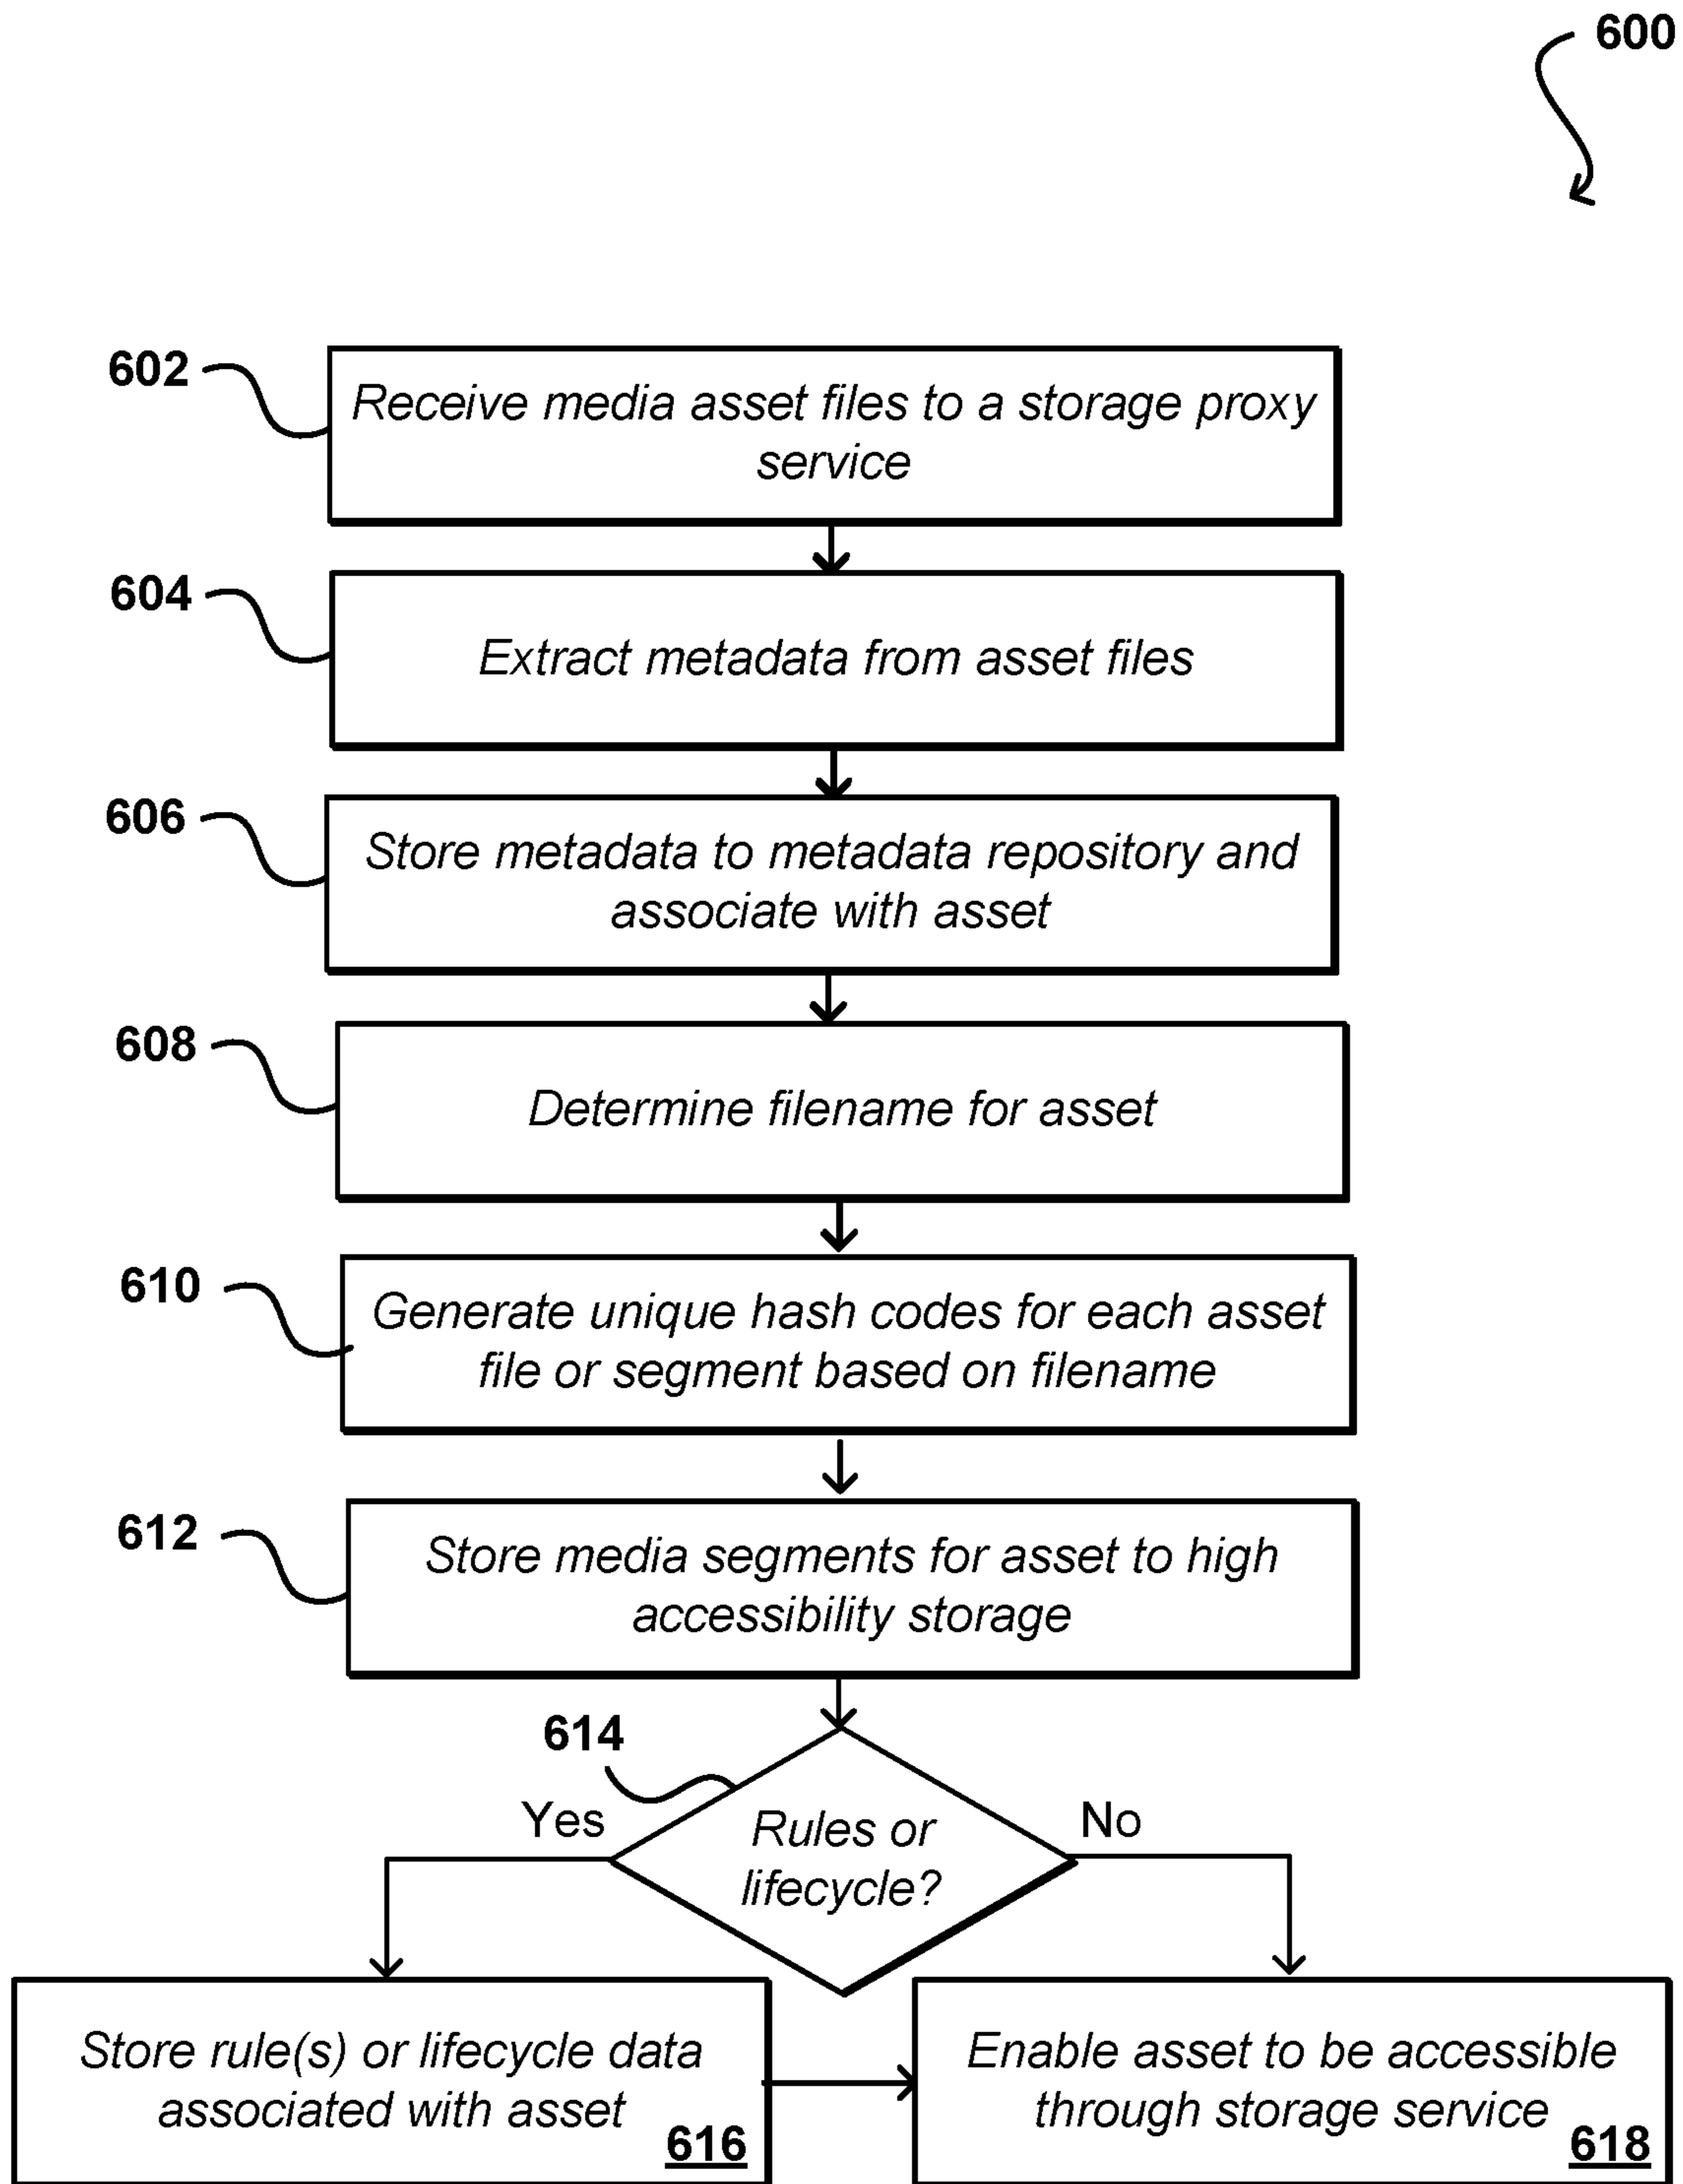 600
602
Receive media asset files to a storage proxy
service
604
Extract metadata from asset files
606
Store metadata to metadata repository and
associate with asset
608
Determine filename for asset
610
Generate unique hash codes for each asset
file or segment based on filename
612
Store media segments for asset to high
accessibility storage
614
Yes
No
Rules or
lifecycle?
Store rule(s) or lifecycle data
associated with asset
616
Enable asset to be accessible
through storage service
618